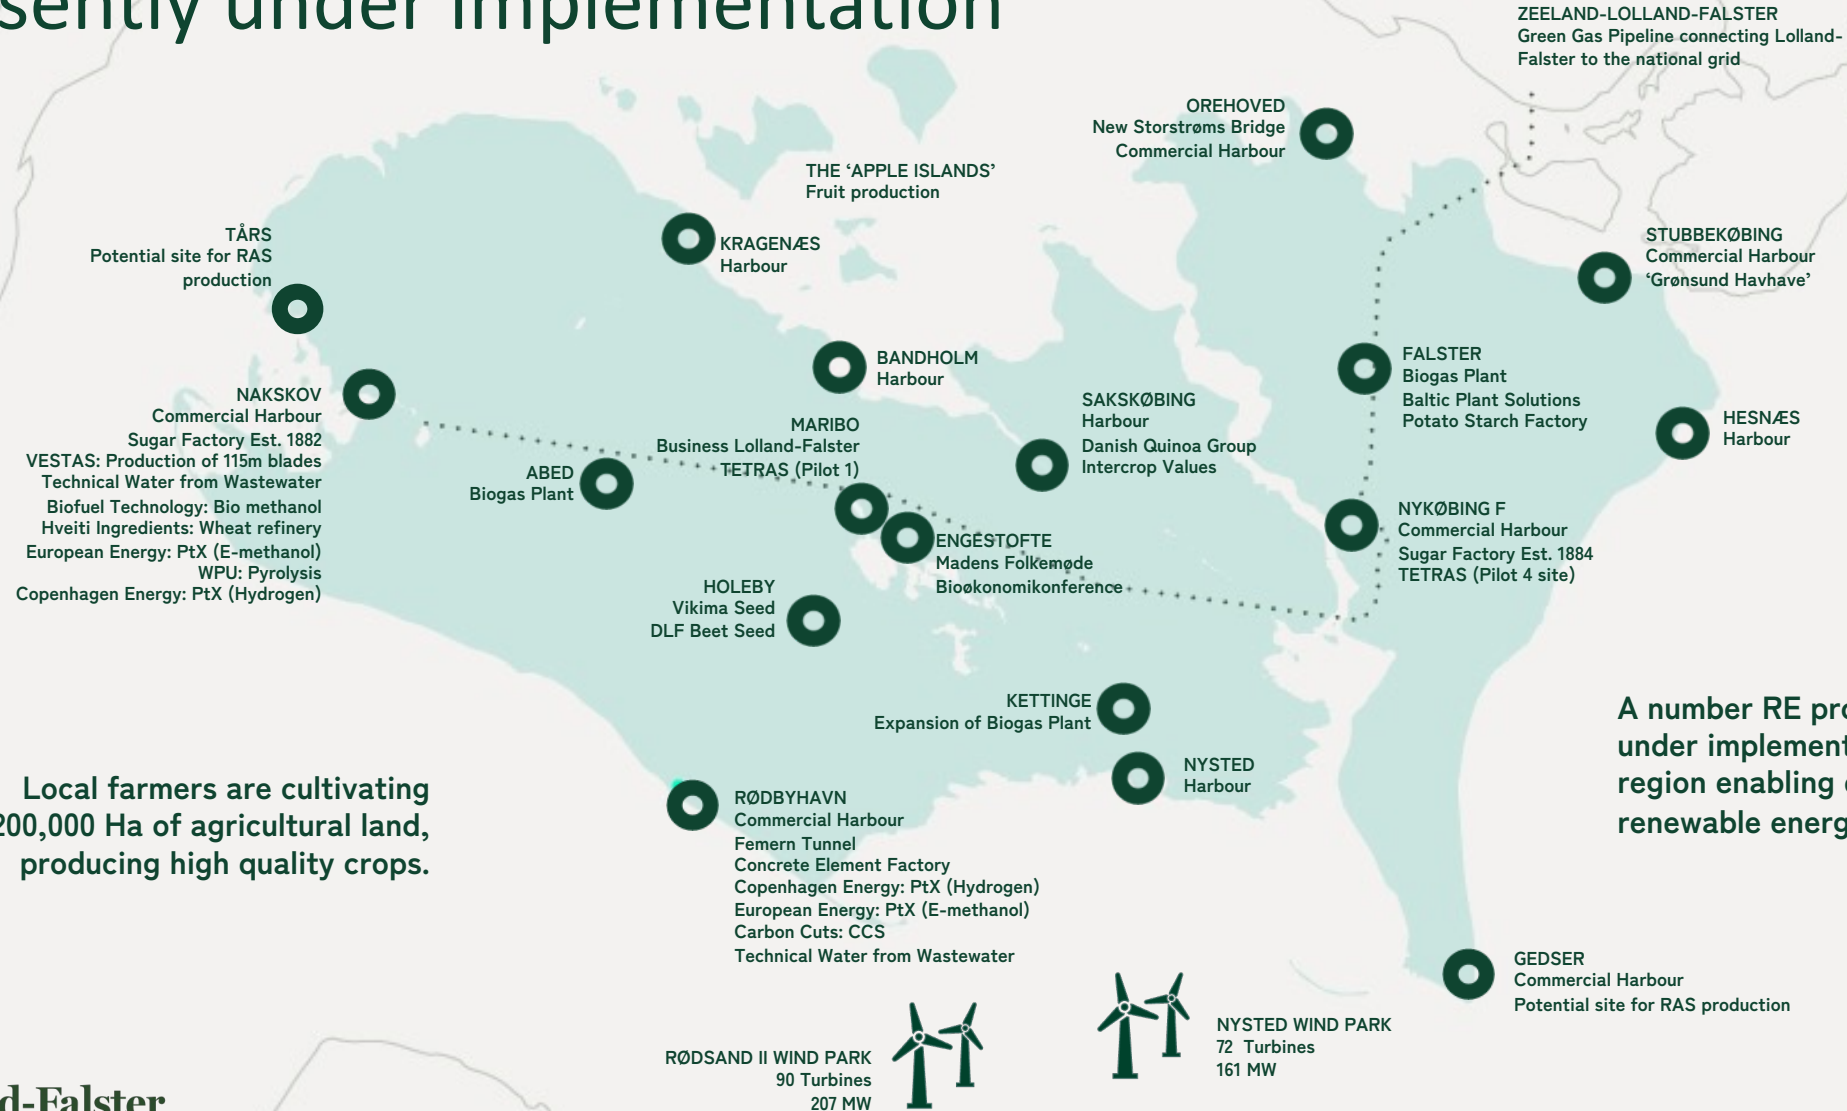 sently under implementation
ZEELAND-LOLLAND-FALSTER
Green Gas Pipeline connecting Lolland-
Falster to the national grid
OREHOVED
New Storstrøms Bridge
Commercial Harbour
THE ‘APPLE ISLANDS’
Fruit production
TÅRS
Potential site for RAS
production
KRAGENÆS
Harbour
STUBBEKØBING
Commercial Harbour
‘Grønsund Havhave’
BANDHOLM
Harbour
FALSTER
Biogas Plant
Baltic Plant Solutions
Potato Starch Factory
NAKSKOV
Commercial Harbour
Sugar Factory Est. 1882
VESTAS: Production of 115m blades
Technical Water from Wastewater
Biofuel Technology: Bio methanol
Hveiti Ingredients: Wheat refinery
European Energy: PtX (E-methanol)
WPU: Pyrolysis
Copenhagen Energy: PtX (Hydrogen)
SAKSKØBING
Harbour
Danish Quinoa Group
Intercrop Values
HESNÆS
Harbour
MARIBO
Business Lolland-Falster
TETRAS (Pilot 1)
ABED
Biogas Plant
NYKØBING F
Commercial Harbour
Sugar Factory Est. 1884
TETRAS (Pilot 4 site)
ENGESTOFTE
Madens Folkemøde
Bioøkonomikonference
HOLEBY
Vikima Seed
DLF Beet Seed
KETTINGE
Expansion of Biogas Plant
A number RE pro
under implement
region enabling
renewable energ
NYSTED
Harbour
Local farmers are cultivating
200,000 Ha of agricultural land,
producing high quality crops.
RØDBYHAVN
Commercial Harbour
Femern Tunnel
Concrete Element Factory
Copenhagen Energy: PtX (Hydrogen)
European Energy: PtX (E-methanol)
Carbon Cuts: CCS
Technical Water from Wastewater
GEDSER
Commercial Harbour
Potential site for RAS production
NYSTED WIND PARK
72 Turbines
161 MW
RØDSAND II WIND PARK
90 Turbines
207 MW
d-Falster